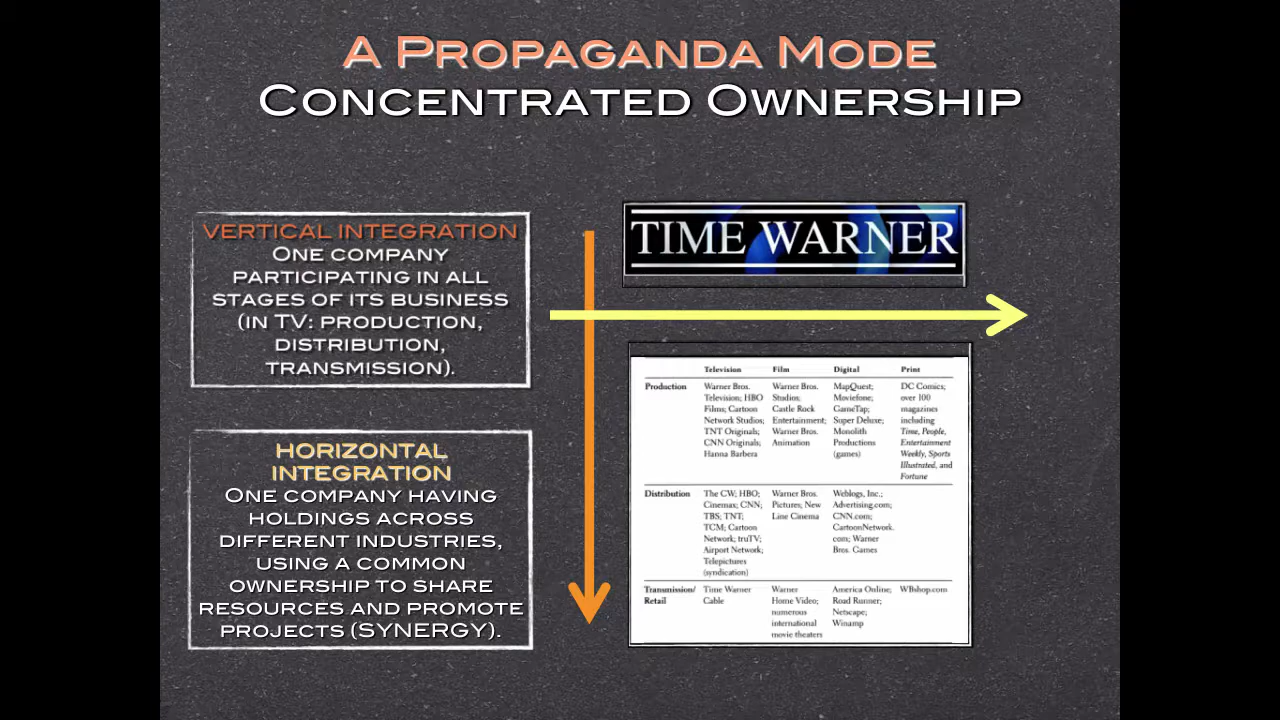 A Propaganda Mode
Concentrated Ownership
VERTICAL INTEGRATION
One company
participating in all
stages of its business
(in TV: production,
distribution,
transmission).
HORIZONTAL
INTEGRATION
One company having
holdings across
different industries,
using a common
ownership to share
resources and promote
projects (SYNERGY).
TIME WARNER
Television Film Digital Print
Production Warner Bros. Warner Bros. MapQuest; DC Comics;
Television; HBO Studios; Moviefone; over 100
Films; Cartoon Castle Rock GameTap; magazines
Network Studios; Entertainment; Super Deluxe; including
TNT Originals; Warner Bros. Monolith Time, People,
CNN Originals; Animation Productions Entertainment
Hanna Barbera (games) Weekly, Sports
Illustrated, and
Fortune
Distribution The CW; HBO; Warner Bros. Weblogs, Inc.;
Cinemax; CNN; Pictures; New Advertising.com;
TBS; TNT; Line Cinema CNN.com;
TCM; Cartoon CartoonNetwork.
Network; truTV; com; Warner
Airport Network; Bros. Games
Telepictures
(syndication)
Transmission/ Time Warner Warner America Online; WBshop.com
Retail Cable Home Video; Road Runner;
numerous Netscape;
international Winamp
movie theaters